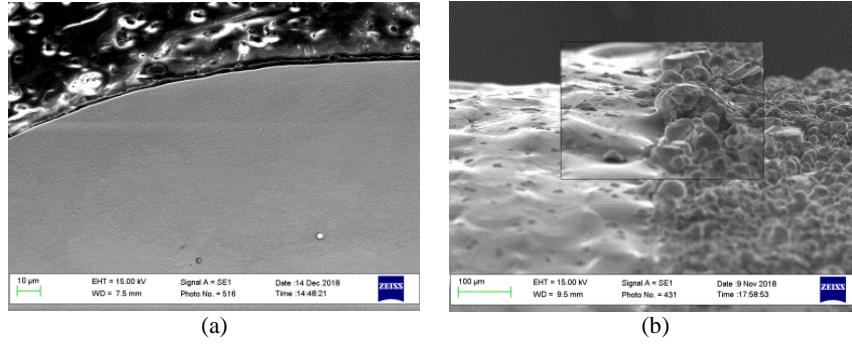 10 µm
EHT = 15.00 kV
Signal A = SE1
Date :14 Dec 2018
WD = 7.5 mm
Photo No. = 516
Time :14:48:21
ZEISS
100 µm
EHT = 15.00 kV
Signal A = SE1
Date :9 Nov 2018
WD = 9.5 mm
Photo No. = 431
Time :17:58:53
ZEISS
(a)
(b)